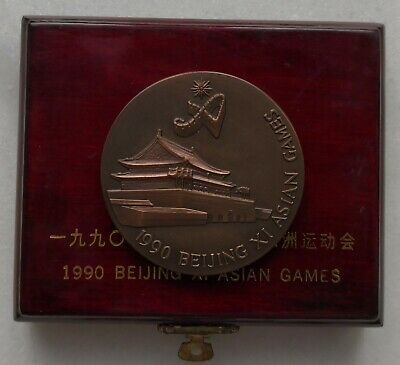 1990 BEIJING XI ASIAN GAMES
一九九〇 洲运动会
1990 BEIJING XI ASIAN GAMES